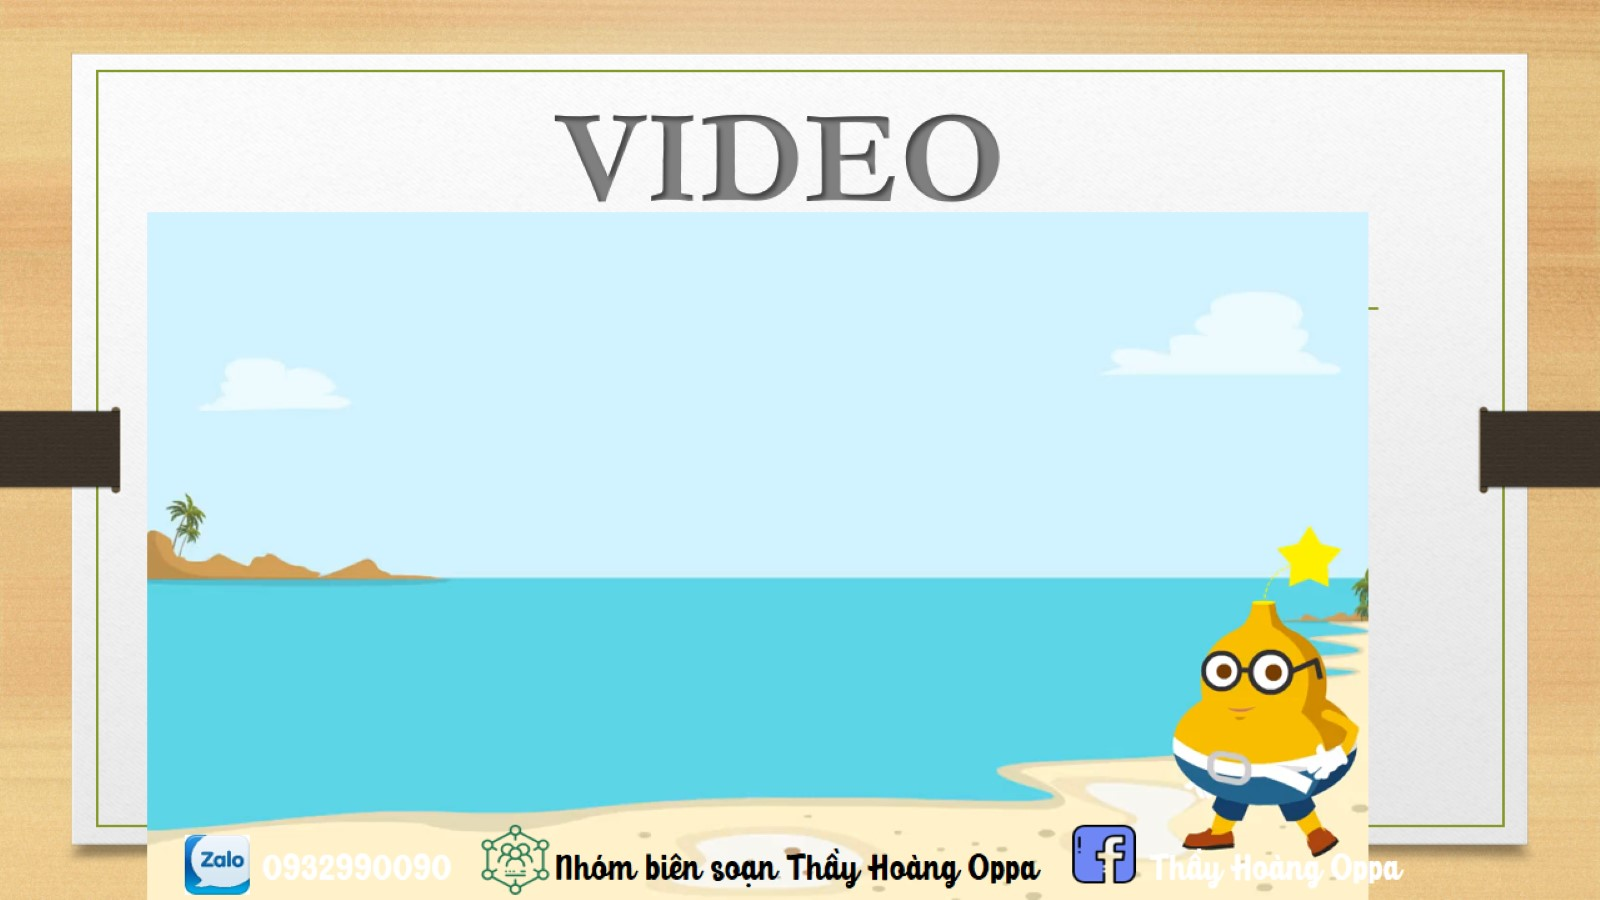 VIDEO
Zalo 0932990090 Nhóm biên soạn Thầy Hoàng Oppa f Thầy Hoàng Oppa